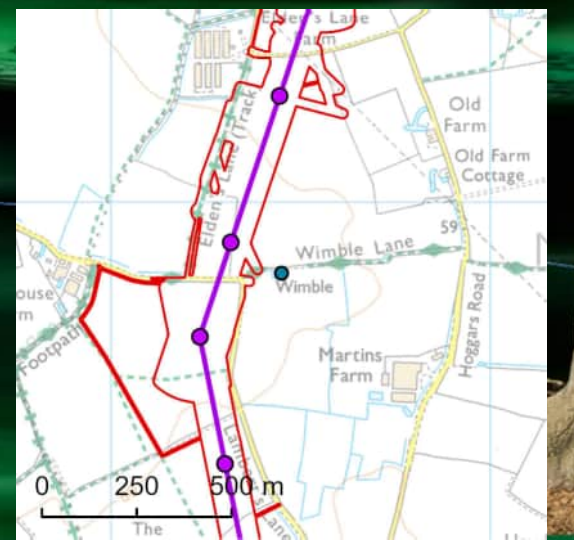 Elden's Lane
Farm
Old
Farm
Old Farm
Cottage
Elden's Lane (Track)
59
Wimble Lane
Wimble
Hoggars Road
ouse
rm
Footpath
Martins
Farm
Lane
0 250 500 m
The